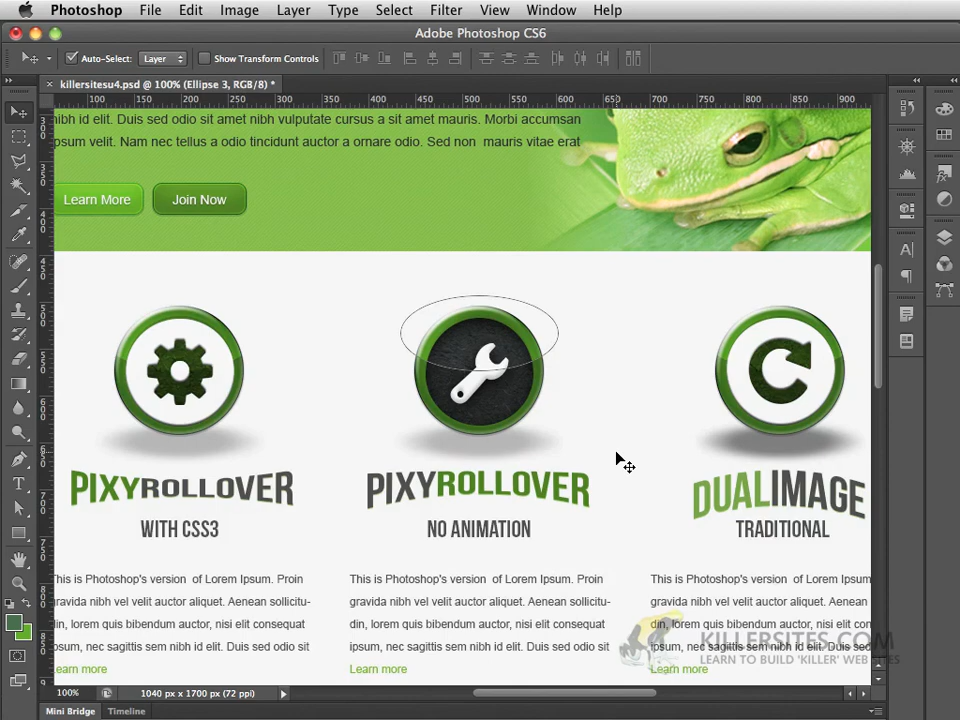 Photoshop File Edit Image Layer Type Select Filter View Window Help
Adobe Photoshop CS6
Auto-Select: Layer Show Transform Controls
killersitesu4.psd @ 100% (Ellipse 3, RGB/8) *
100 150 200 250 300 350 400 450 500 550 600 650 700 750 800 850 900
nibh id elit. Duis sed odio sit amet nibh vulputate cursus a sit amet mauris. Morbi accumsan
ipsum velit. Nam nec tellus a odio tincidunt auctor a ornare odio. Sed non mauris vitae erat
Learn More Join Now
PIXYROLLOVER
WITH CSS3
PIXYROLLOVER
NO ANIMATION
DUALIMAGE
TRADITIONAL
This is Photoshop's version of Lorem Ipsum. Proin
gravida nibh vel velit auctor aliquet. Aenean sollicitu-
din, lorem quis bibendum auctor, nisi elit consequat
ipsum, nec sagittis sem nibh id elit. Duis sed odio sit
Learn more
This is Photoshop's version of Lorem Ipsum. Proin
gravida nibh vel velit auctor aliquet. Aenean sollicitu-
din, lorem quis bibendum auctor, nisi elit consequat
ipsum, nec sagittis sem nibh id elit. Duis sed odio sit
Learn more
This is Photoshop's version of Lorem Ipsum
gravida nibh vel velit auctor aliquet. Aenean
din, lorem quis bibendum auctor, nisi elit
ipsum, nec sagittis sem nibh id elit. Duis sed
Learn more
KILLERSITES.COM
LEARN TO BUILD 'KILLER' WEB SITES
100% 1040 px x 1700 px (72 ppi)
Mini Bridge Timeline